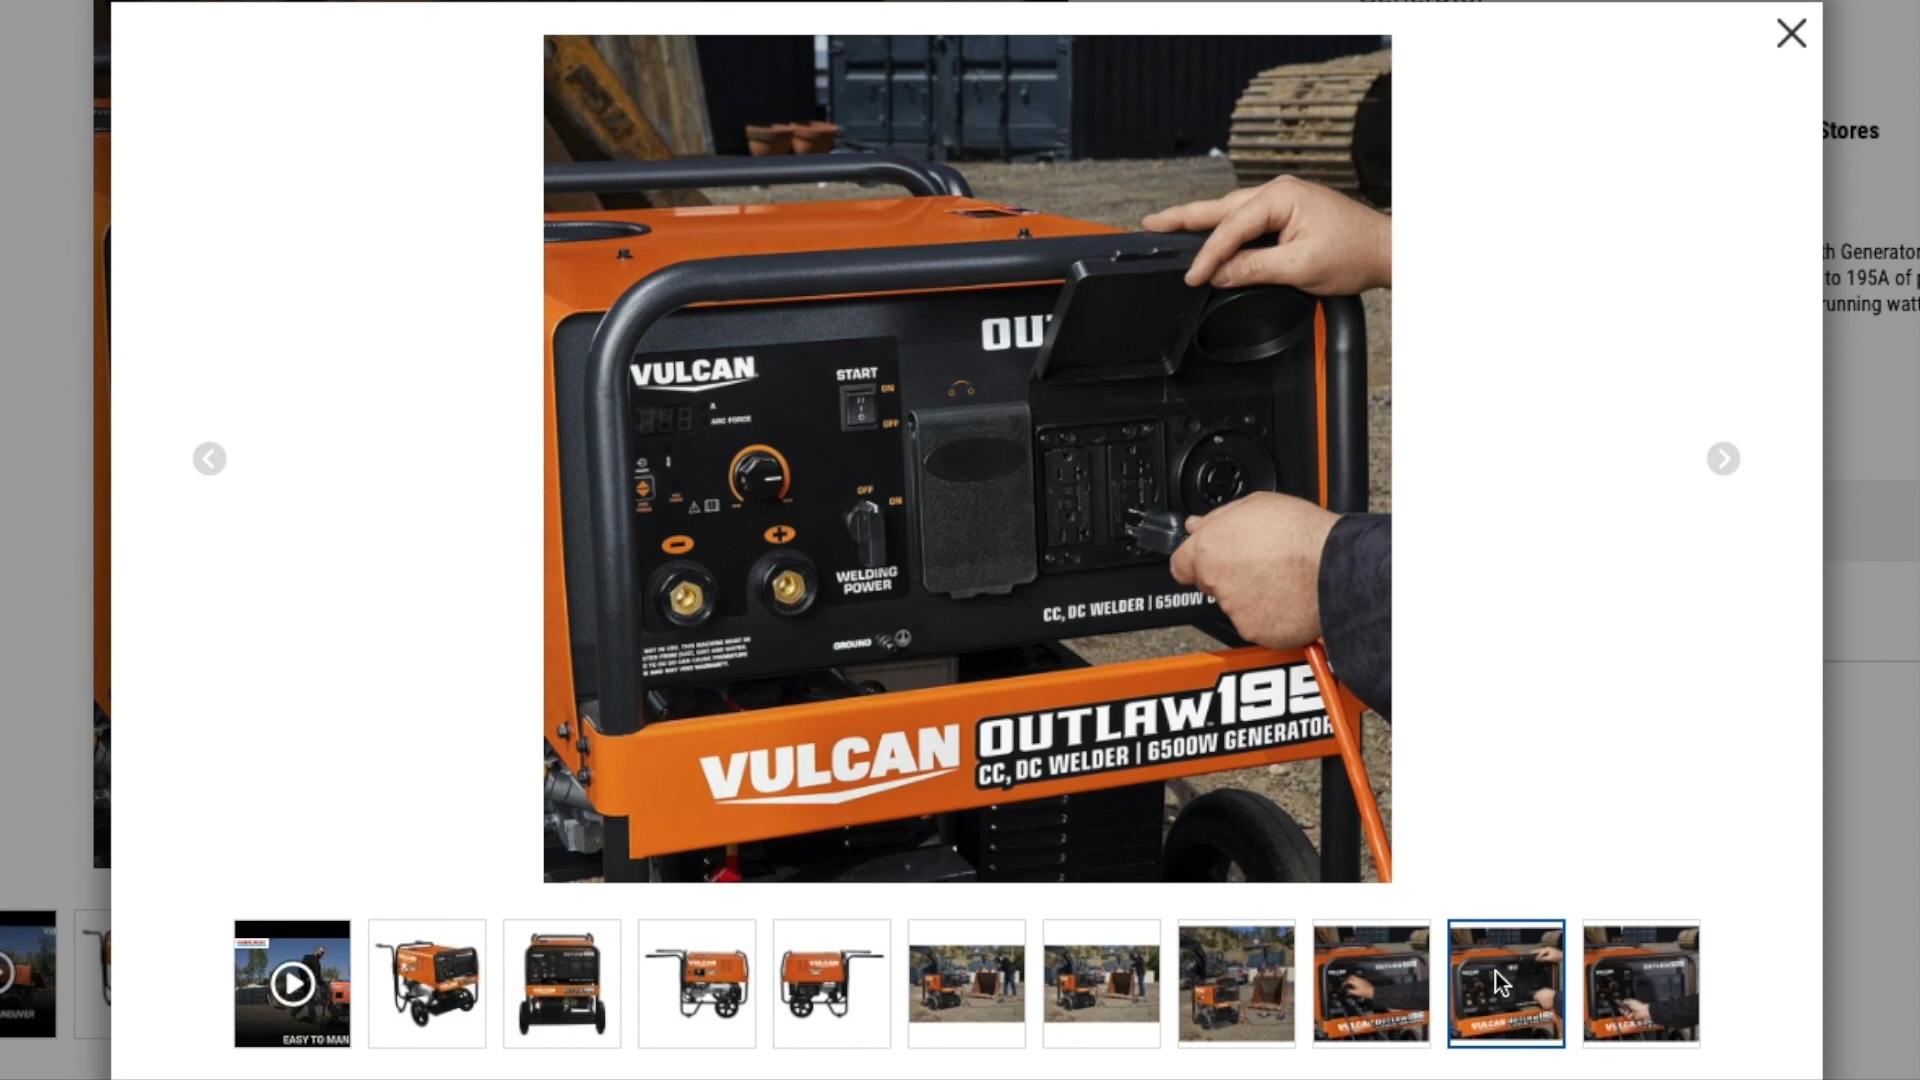 Stores
th Generator
to 195A of p
running watt
OU
VULCAN
START
ON
OFF
A
ARC FORCE
OFF
ON
WELDING
POWER
GROUND
CC, DC WELDER | 6500W G
VULCAN
OUTLAW195
CC, DC WELDER | 6500W GENERATOR
EASY TO MAN
NEUVER